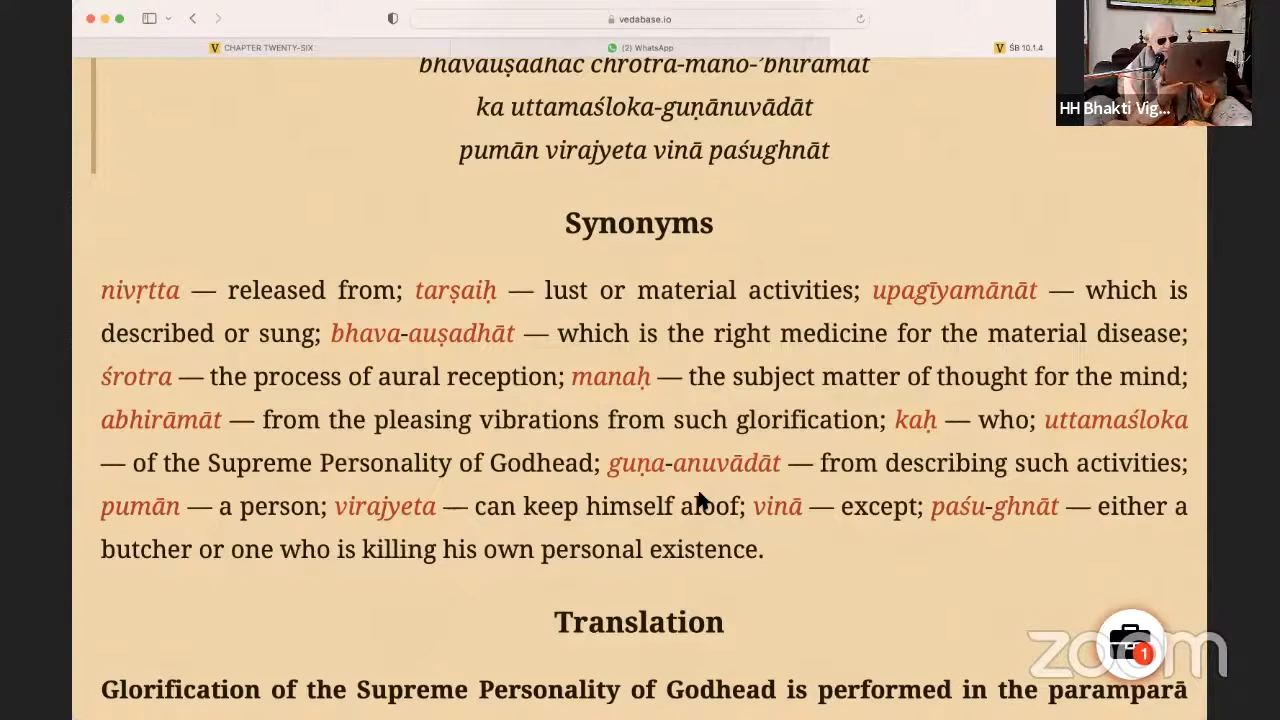 vedabase.io
CHAPTER TWENTY-SIX
(2) WhatsApp
ŚB 10.1.4
HH Bhakti Vig...
bhavauṣadhāc chrotra-mano-’bhirāmāt
ka uttamaśloka-guṇānuvādāt
pumān virajyeta vinā paśughnāt
Synonyms
nivṛtta — released from; tarṣaiḥ — lust or material activities; upagīyamānāt — which is
described or sung; bhava-auṣadhāt — which is the right medicine for the material disease;
śrotra — the process of aural reception; manaḥ — the subject matter of thought for the mind;
abhirāmāt — from the pleasing vibrations from such glorification; kaḥ — who; uttamaśloka
— of the Supreme Personality of Godhead; guṇa-anuvādāt — from describing such activities;
pumān — a person; virajyeta — can keep himself aloof; vinā — except; paśu-ghnāt — either a
butcher or one who is killing his own personal existence.
Translation
Glorification of the Supreme Personality of Godhead is performed in the paramparā
zoom
1